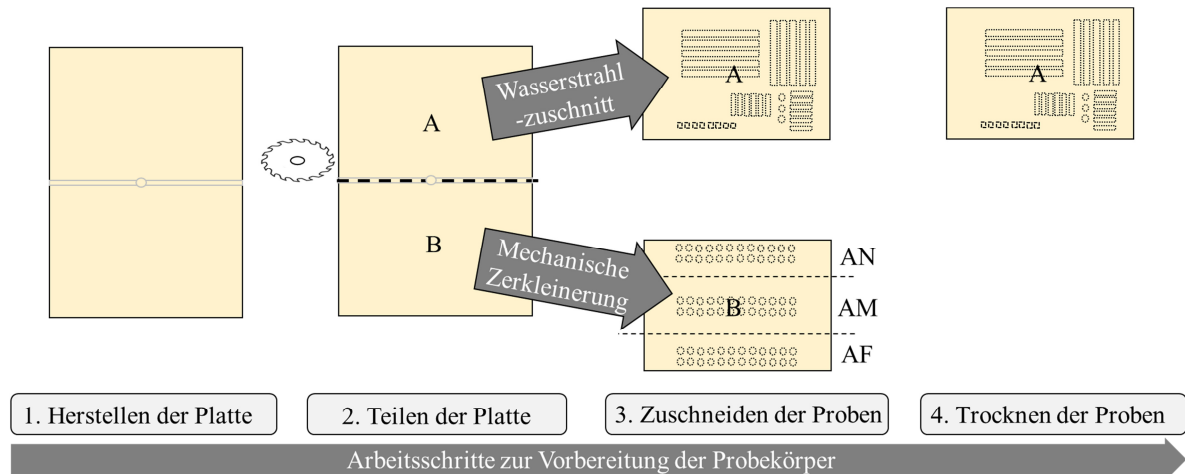 A
B
Wasserstrahl
-zuschnitt
Mechanische
Zerkleinerung
A
B
AN
AM
AF
A
1. Herstellen der Platte
2. Teilen der Platte
3. Zuschneiden der Proben
4. Trocknen der Proben
Arbeitsschritte zur Vorbereitung der Probekörper